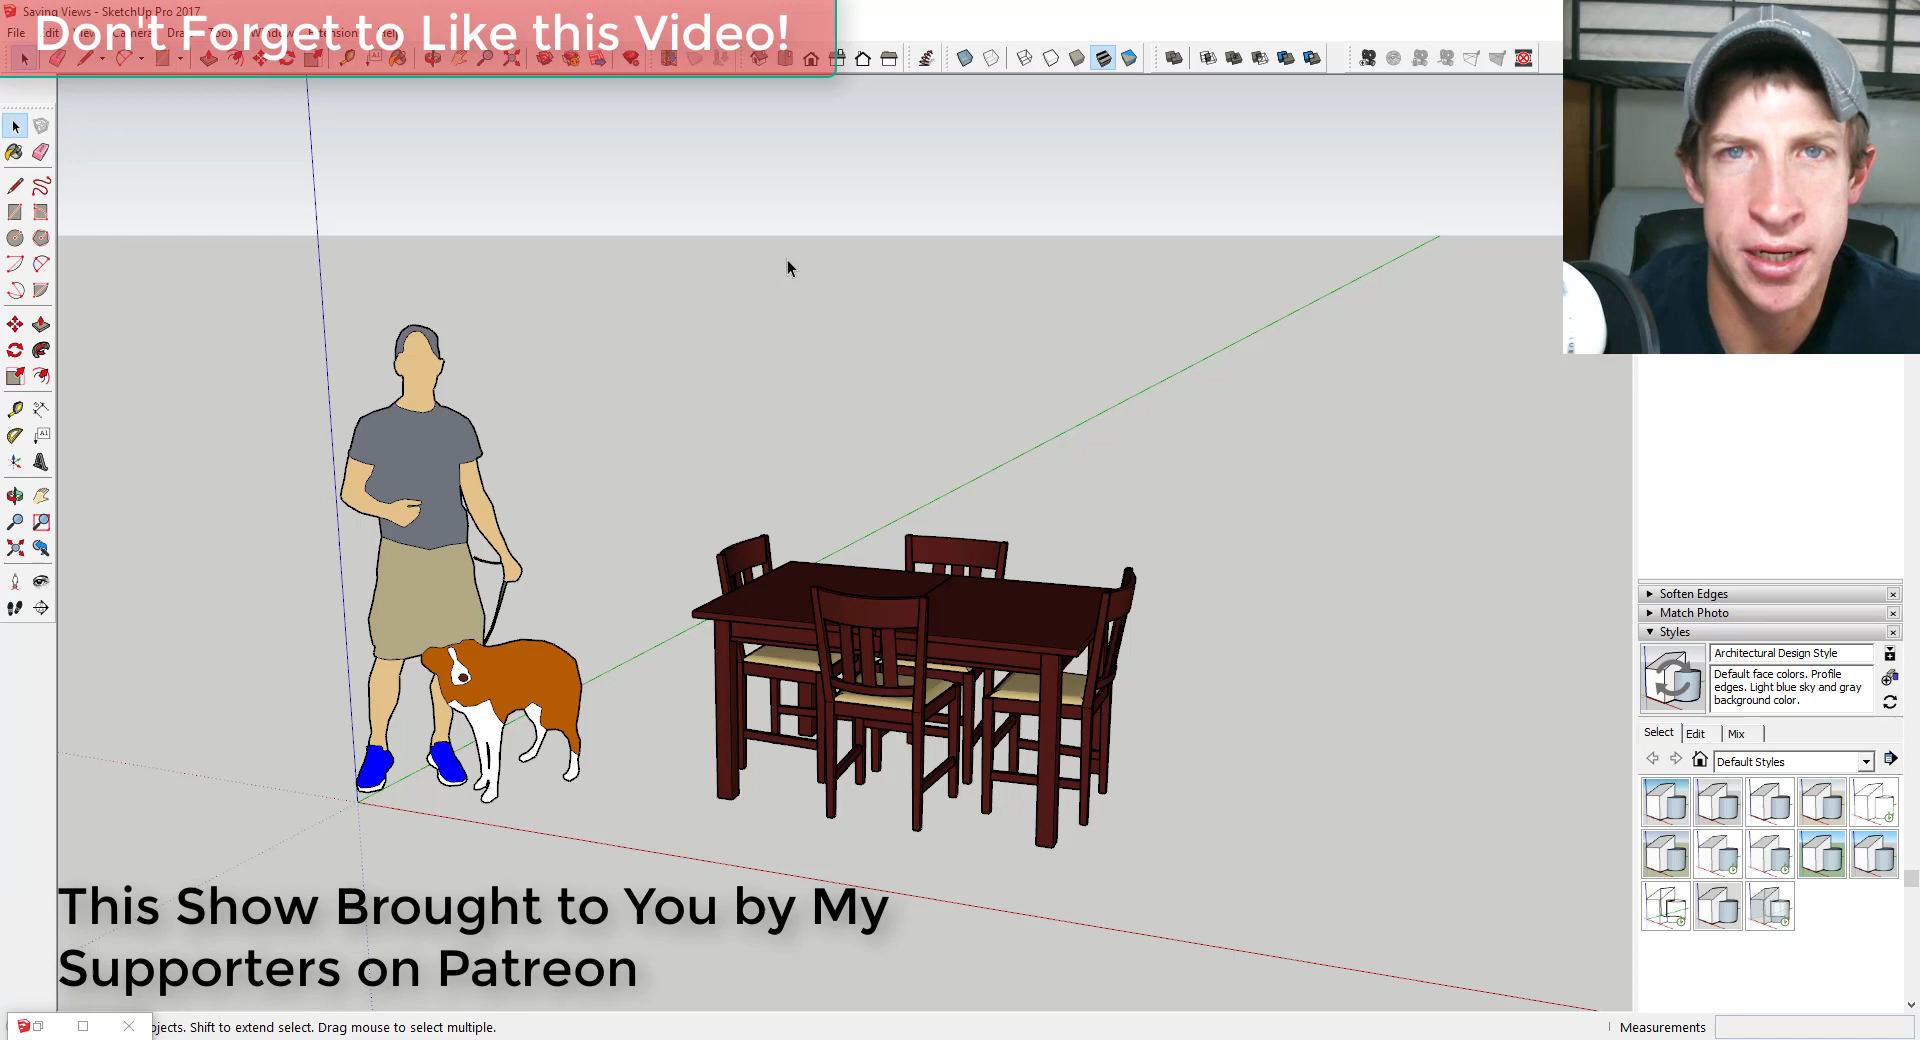 Saving Views - SketchUp Pro 2017
File
Don't Forget to Like this Video!
Soften Edges
Match Photo
Styles
Architectural Design Style
Default face colors. Profile
edges. Light blue sky and gray
background color.
Select Edit Mix
Default Styles
This Show Brought to You by My
Supporters on Patreon
bjects. Shift to extend select. Drag mouse to select multiple.
Measurements